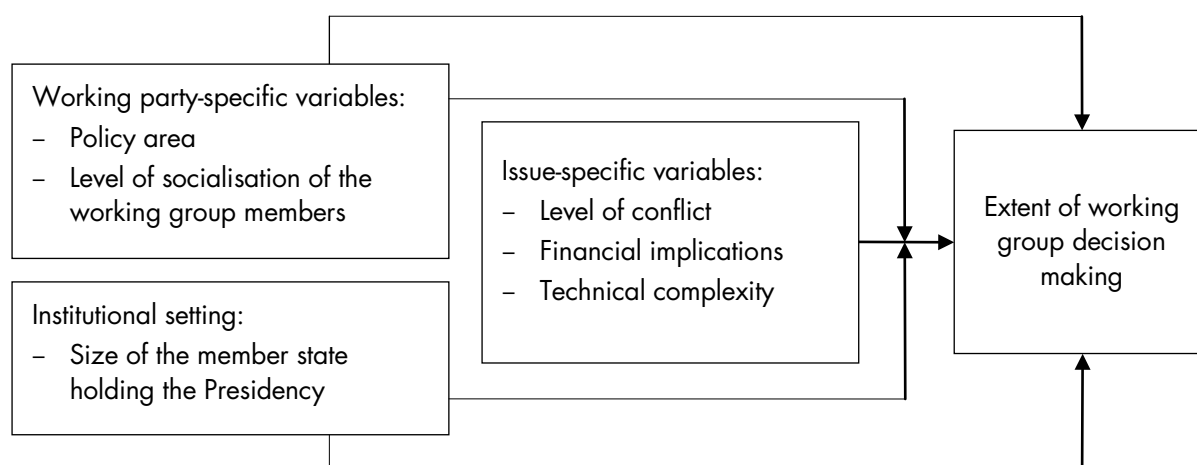 Working party-specific variables:
– Policy area
– Level of socialisation of the
working group members
Institutional setting:
– Size of the member state
holding the Presidency
Issue-specific variables:
– Level of conflict
– Financial implications
– Technical complexity
Extent of working
group decision
making